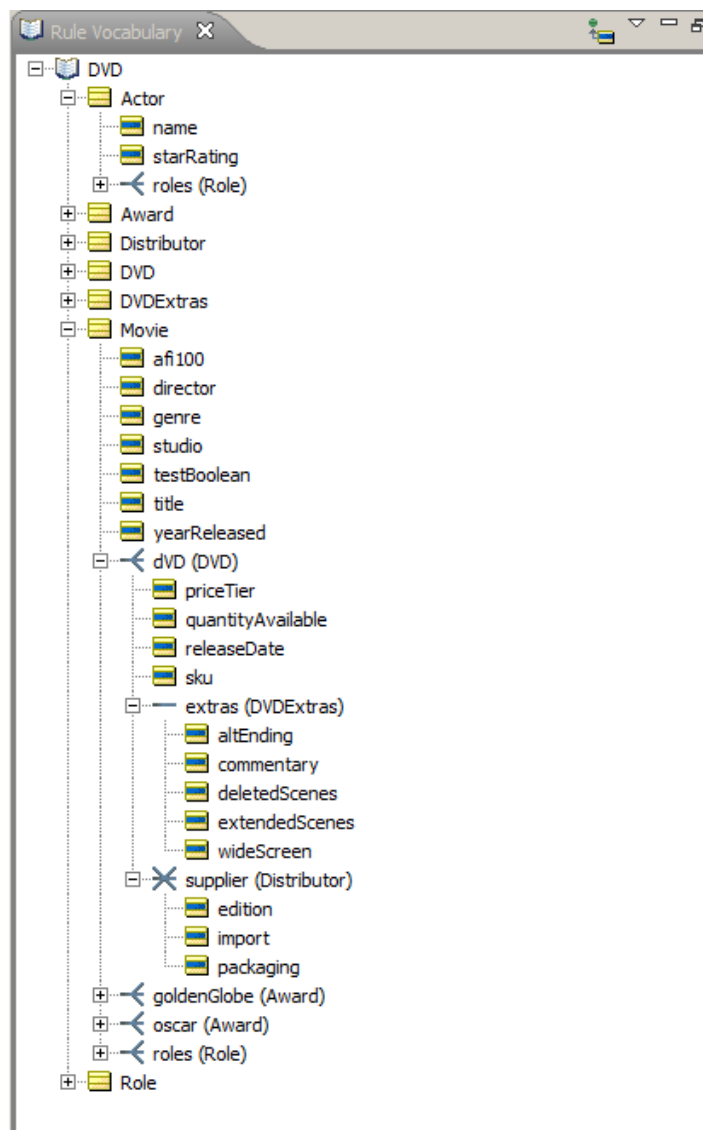 Rule Vocabulary
DVD
Actor
name
starRating
roles (Role)
Award
Distributor
DVD
DVDExtras
Movie
afi100
director
genre
studio
testBoolean
title
yearReleased
dVD (DVD)
priceTier
quantityAvailable
releaseDate
sku
extras (DVDExtras)
altEnding
commentary
deletedScenes
extendedScenes
wideScreen
supplier (Distributor)
edition
import
packaging
goldenGlobe (Award)
oscar (Award)
roles (Role)
Role